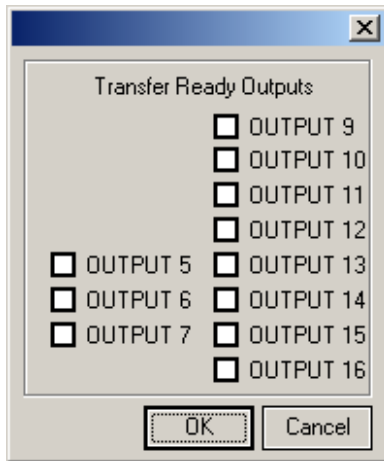 Transfer Ready Outputs
OUTPUT 9
OUTPUT 10
OUTPUT 11
OUTPUT 12
OUTPUT 5 OUTPUT 13
OUTPUT 6 OUTPUT 14
OUTPUT 7 OUTPUT 15
OUTPUT 16
OK Cancel